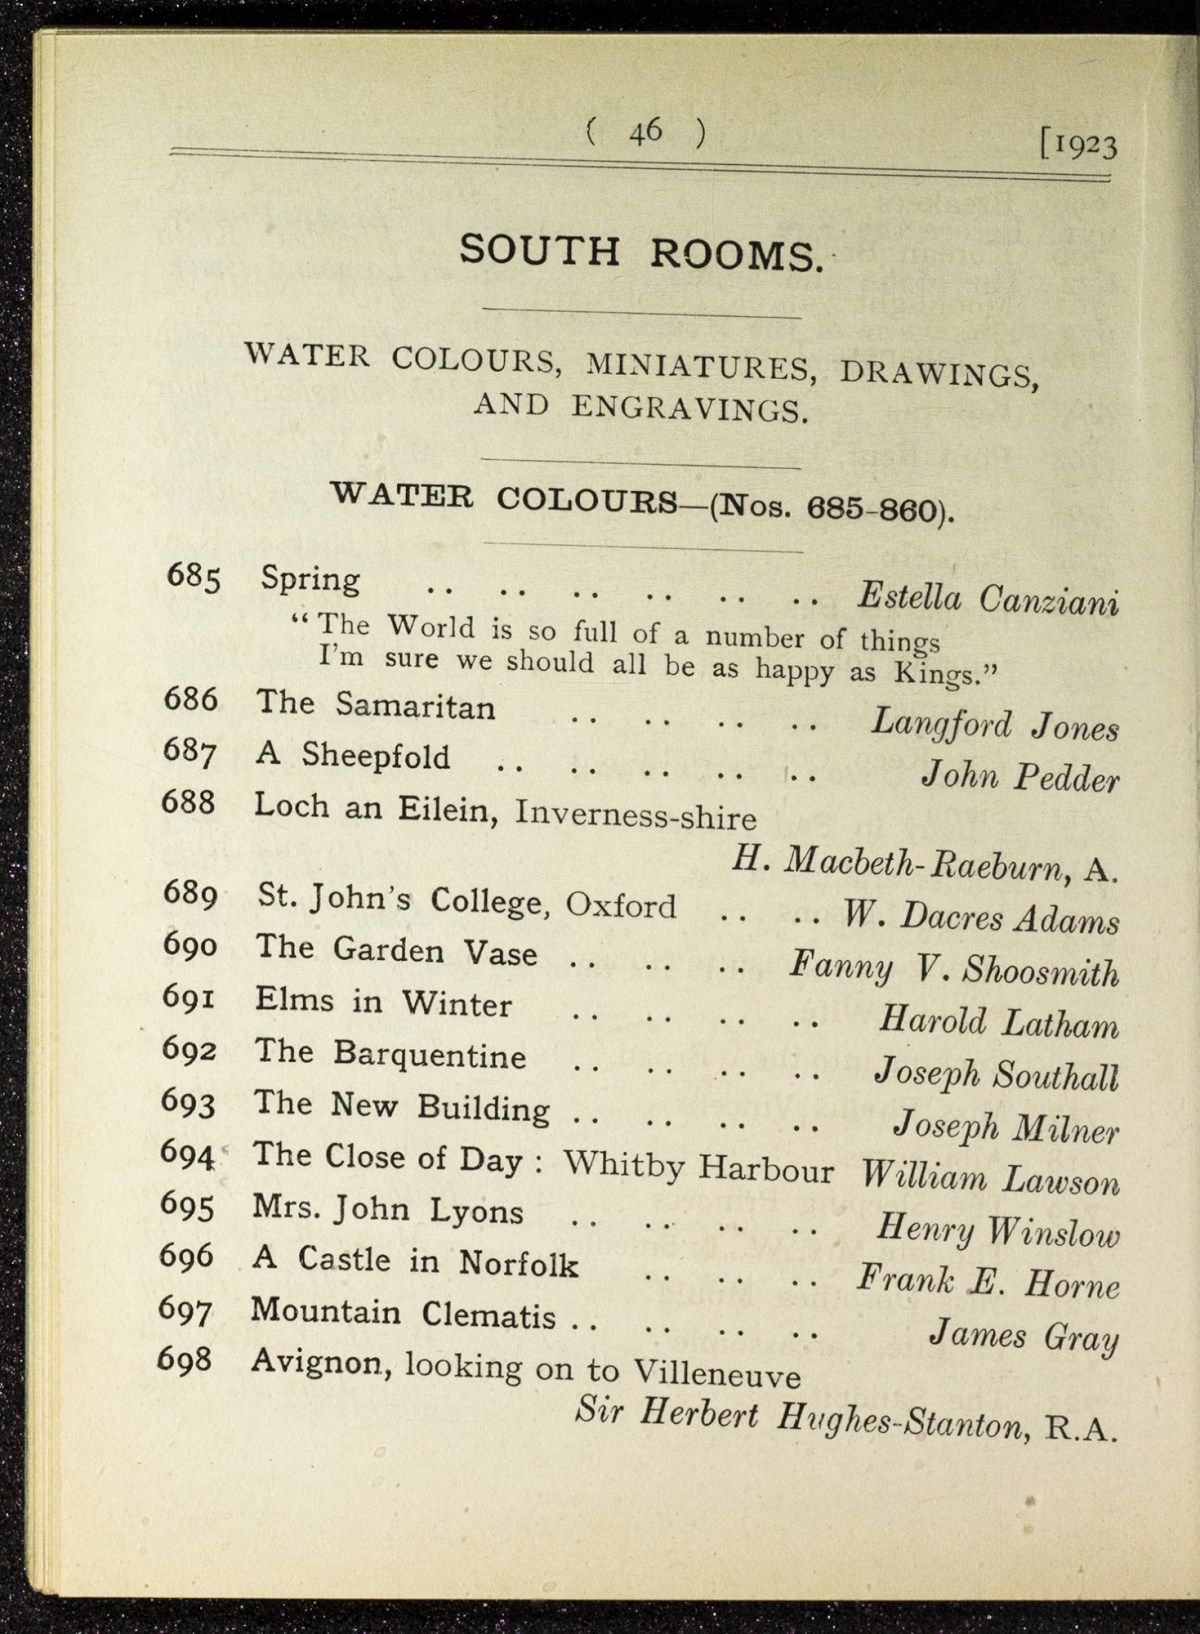 ( 46 ) [1923
SOUTH ROOMS.
WATER COLOURS, MINIATURES, DRAWINGS,
AND ENGRAVINGS.
WATER COLOURS—(Nos. 685-860).
685 Spring .. .. .. .. .. .. Estella Canziani
"The World is so full of a number of things
I'm sure we should all be as happy as Kings."
686 The Samaritan .. .. .. .. Langford Jones
687 A Sheepfold .. .. .. .. .. John Pedder
688 Loch an Eilein, Inverness-shire
H. Macbeth-Raeburn, A.
689 St. John's College, Oxford .. .. W. Dacres Adams
690 The Garden Vase .. .. .. Fanny V. Shoosmith
691 Elms in Winter .. .. .. .. Harold Latham
692 The Barquentine .. .. .. .. Joseph Southall
693 The New Building .. .. .. .. Joseph Milner
694 The Close of Day : Whitby Harbour William Lawson
695 Mrs. John Lyons .. .. .. .. Henry Winslow
696 A Castle in Norfolk .. .. .. Frank E. Horne
697 Mountain Clematis .. .. .. .. James Gray
698 Avignon, looking on to Villeneuve
Sir Herbert Hughes-Stanton, R.A.